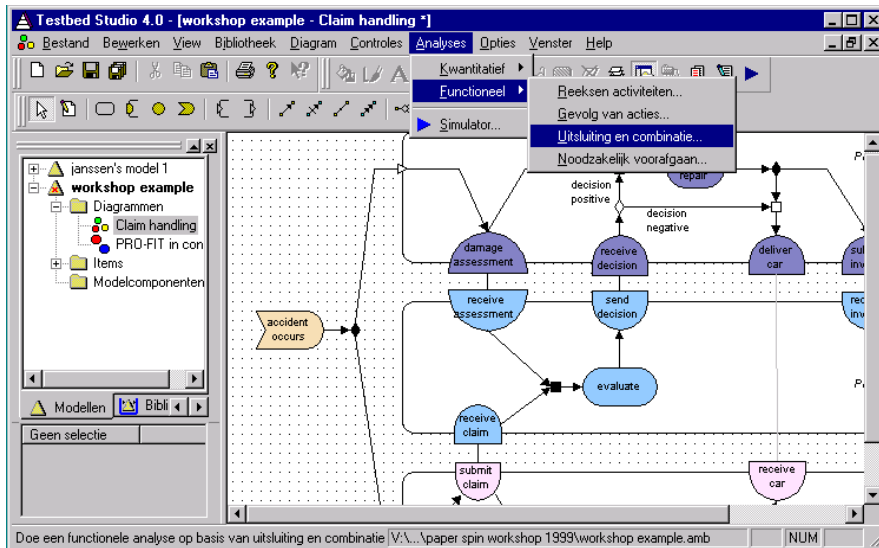 Testbed Studio 4.0 - [workshop example - Claim handling *]
Bestand Bewerken View Bibliotheek Diagram Controles Analyses Opties Venster Help
Kwantitatief
Functioneel
Simulator...
Reeksen activiteiten...
Gevolg van acties...
Uitsluiting en combinatie...
Noodzakelijk voorafgaan...
janssen's model 1
workshop example
Diagrammen
Claim handling
PRO-FIT in con
Items
Modelcomponenten
Modellen Bibli
Geen selectie
repair
decision
positive
decision
negative
damage
assessment
receive
decision
deliver
car
receive
assessment
send
decision
accident
occurs
evaluate
receive
claim
submit
claim
receive
car
Doe een functionele analyse op basis van uitsluiting en combinatie V:\...\paper spin workshop 1999\workshop example.amb NUM